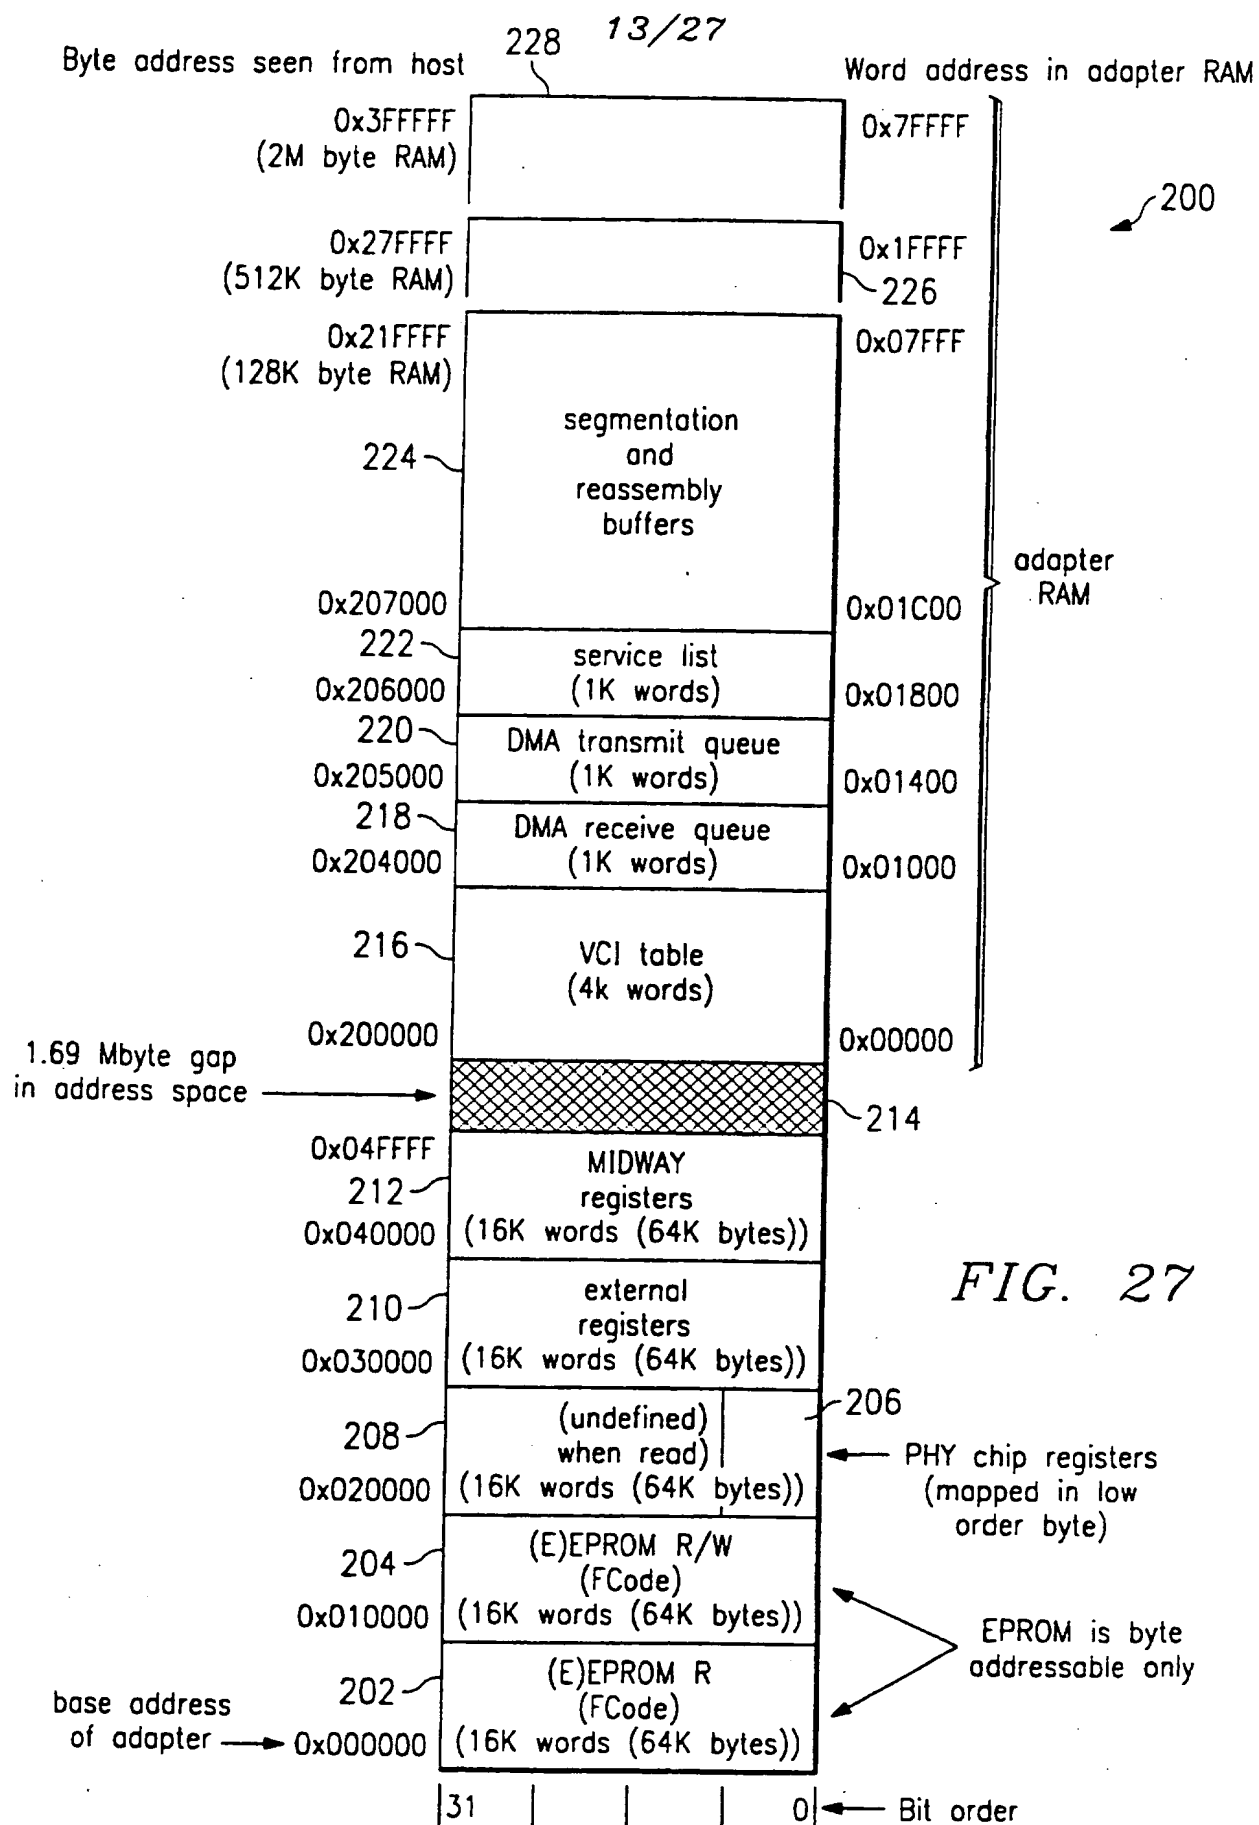 13/27
Byte address seen from host
228
Word address in adapter RAM
0x3FFFFF
(2M byte RAM)
0x7FFFF
200
0x27FFFF
(512K byte RAM)
0x1FFFF
226
0x21FFFF
(128K byte RAM)
0x07FFF
224
segmentation
and
reassembly
buffers
adapter
RAM
0x207000
0x01C00
222
service list
(1K words)
0x206000
0x01800
220
DMA transmit queue
(1K words)
0x205000
0x01400
218
DMA receive queue
(1K words)
0x204000
0x01000
216
VCI table
(4k words)
0x200000
0x00000
1.69 Mbyte gap
in address space
214
0x04FFFF
212
MIDWAY
registers
(16K words (64K bytes))
0x040000
FIG. 27
210
external
registers
(16K words (64K bytes))
0x030000
206
208
(undefined)
when read)
(16K words (64K bytes))
0x020000
PHY chip registers
(mapped in low
order byte)
204
(E)EPROM R/W
(FCode)
(16K words (64K bytes))
0x010000
EPROM is byte
addressable only
202
(E)EPROM R
(FCode)
(16K words (64K bytes))
base address
of adapter
0x000000
31
0
Bit order